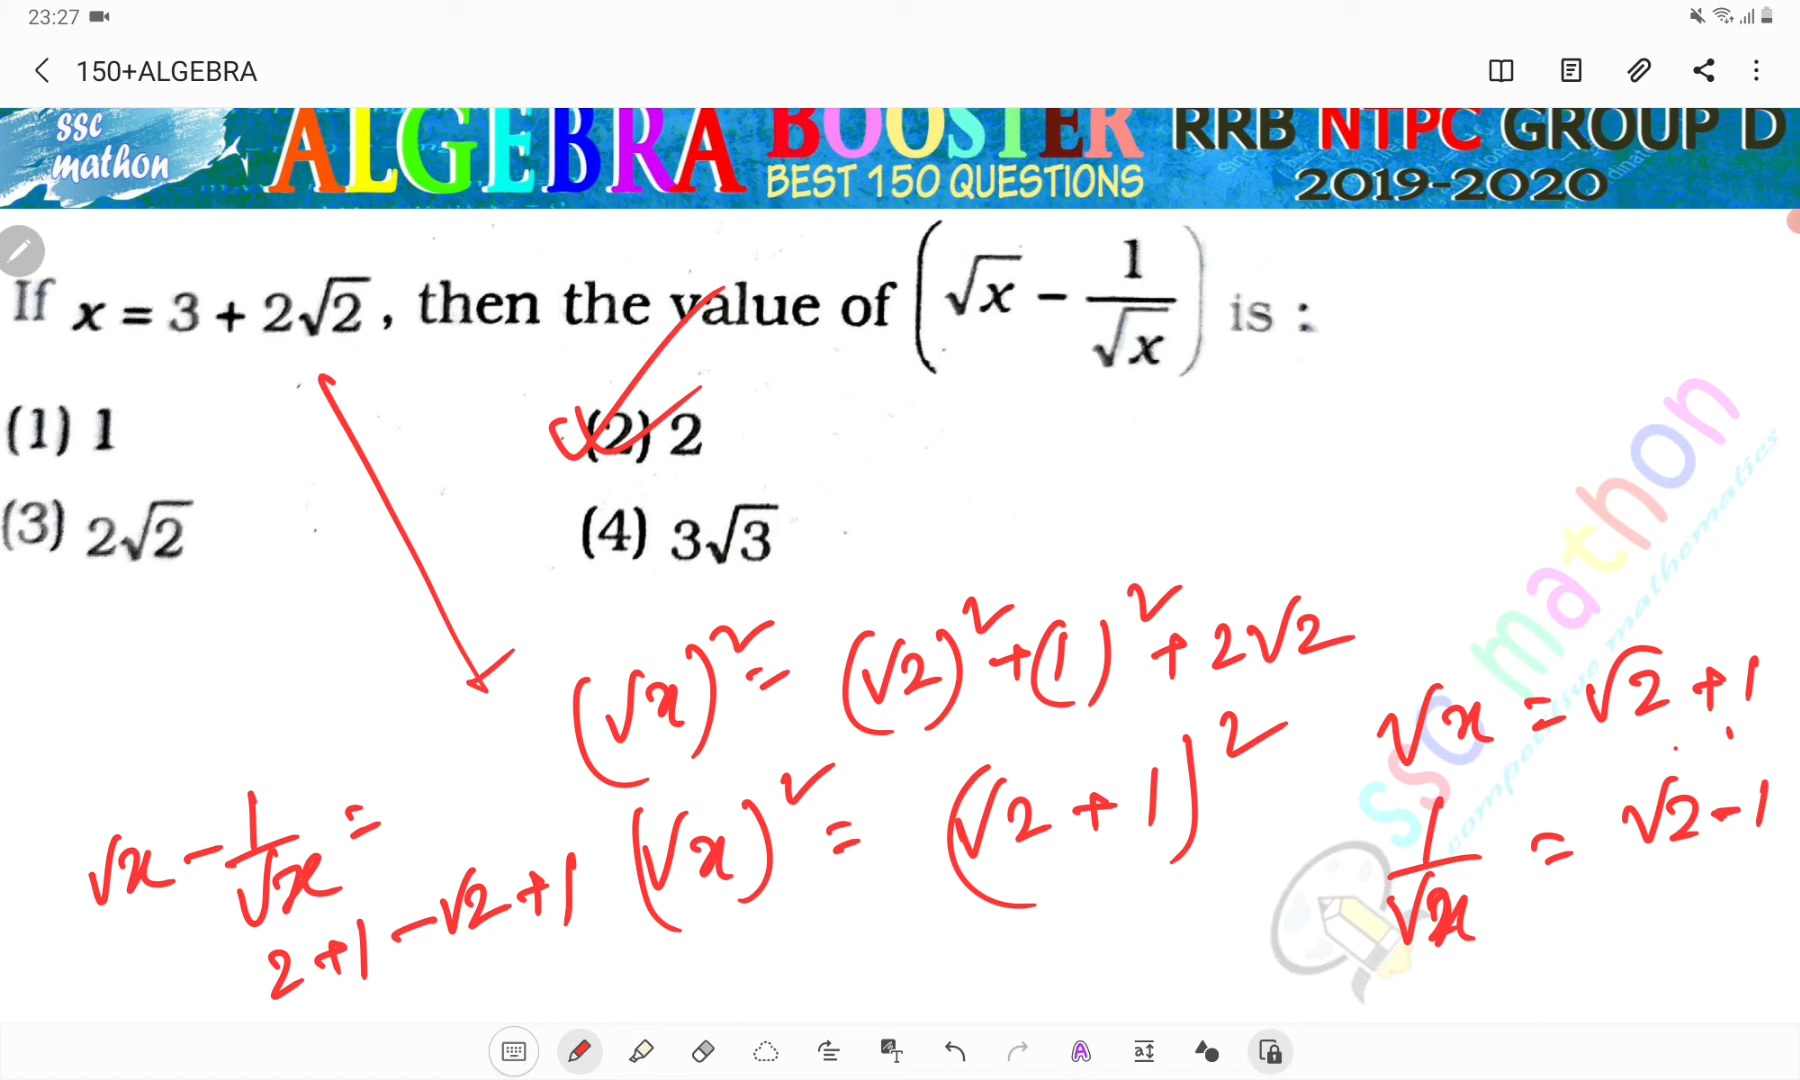 23:27
150+ALGEBRA
ssc mathon
ALGEBRA BOOSTER
BEST 150 QUESTIONS
RRB NTPC GROUP D
2019-2020
If x = 3 + 2√2, then the value of (√x - 1/√x) is :
(1) 1
(2) 2
(3) 2√2
(4) 3√3
(√x)² = (√2)² + (1)² + 2√2
(√x)² = (√2 + 1)²
√x = √2 + 1
1/√x = √2 - 1
√x - 1/√x =
2+1 - √2 + 1
SSC mathon
competitive mathematics